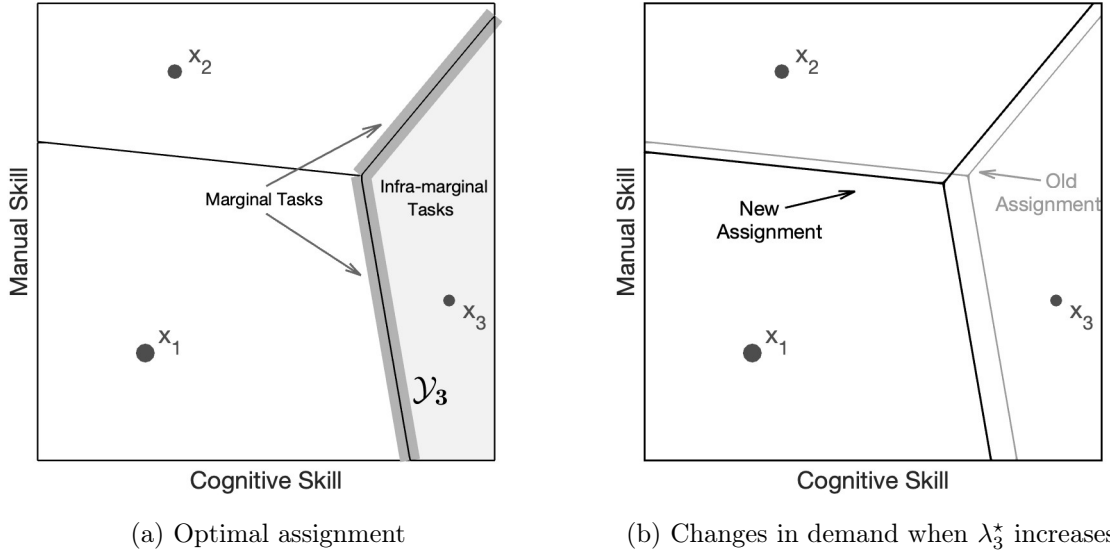 x₂
Marginal Tasks
Infra-marginal
Tasks
x₃
x₁
𝒴₃
Manual Skill
Cognitive Skill
(a) Optimal assignment
x₂
Old
Assignment
New
Assignment
x₃
x₁
Manual Skill
Cognitive Skill
(b) Changes in demand when λ₃⋆ increases